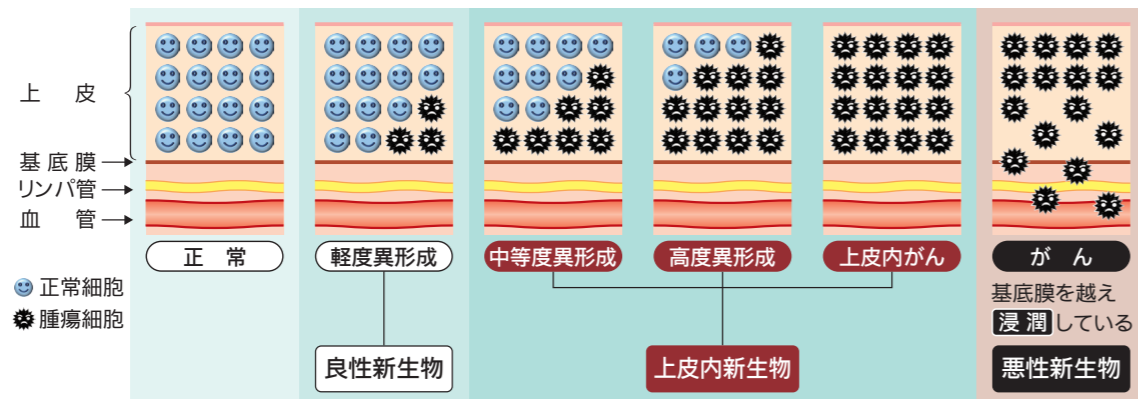 上皮
基底膜
リンパ管
血管
正常
軽度異形成
中等度異形成
高度異形成
上皮内がん
がん
正常細胞
腫瘍細胞
基底膜を越え
浸潤している
良性新生物
上皮内新生物
悪性新生物